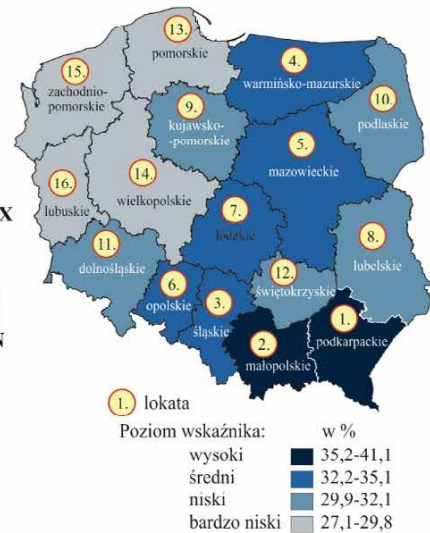 13.
pomorskie
4.
warmińsko-mazurskie
15.
zachodnio-
pomorskie
9.
kujawsko-
-pomorskie
10.
podlaskie
5.
mazowieckie
14.
wielkopolskie
16.
lubuskie
X
7.
łódzkie
8.
lubelskie
11.
dolnośląskie
12.
świętokrzyskie
6.
opolskie
3.
śląskie
2.
małopolskie
1.
podkarpackie
1. lokata
Poziom wskaźnika: w %
wysoki 35,2-41,1
średni 32,2-35,1
niski 29,9-32,1
bardzo niski 27,1-29,8